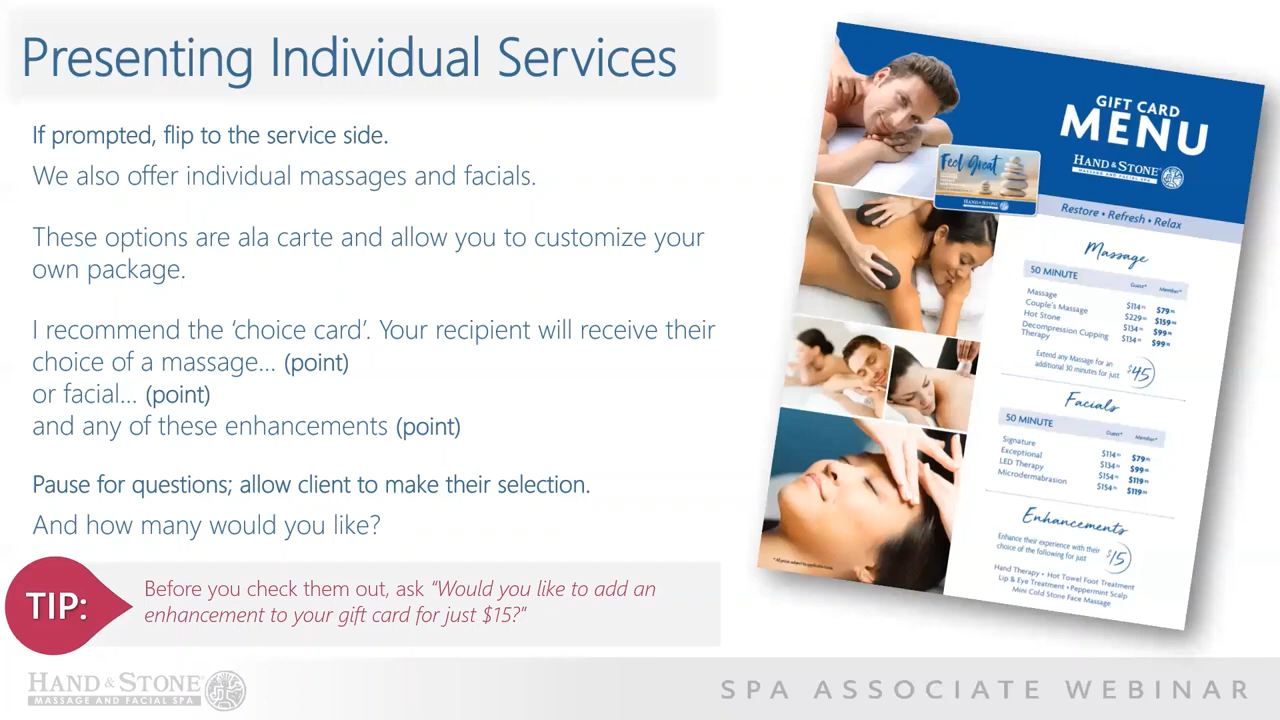 Presenting Individual Services
If prompted, flip to the service side.
We also offer individual massages and facials.
These options are ala carte and allow you to customize your
own package.
I recommend the ‘choice card’. Your recipient will receive their
choice of a massage... (point)
or facial... (point)
and any of these enhancements (point)
Pause for questions; allow client to make their selection.
And how many would you like?
TIP:
Before you check them out, ask “Would you like to add an
enhancement to your gift card for just $15?”
GIFT CARD
MENU
HAND & STONE
MASSAGE AND FACIAL SPA
Feel Great
HAND & STONE
Restore • Refresh • Relax
Massage
50 MINUTE Guest* Member*
Massage $114 $79
Couple's Massage $229 $159
Hot Stone $134 $99
Decompression Cupping $134 $99
Therapy
Extend any Massage for an
additional 30 minutes for just
$45
Facials
50 MINUTE Guest* Member*
Signature $114 $79
Exceptional $134 $99
LED Therapy $154 $119
Microdermabrasion $154 $119
Enhancements
Enhance their experience with their
choice of the following for just
$15
Hand Therapy • Hot Towel Foot Treatment
Lip & Eye Treatment • Peppermint Scalp
Mini Cold Stone Face Massage
HAND & STONE
MASSAGE AND FACIAL SPA
SPA ASSOCIATE WEBINAR